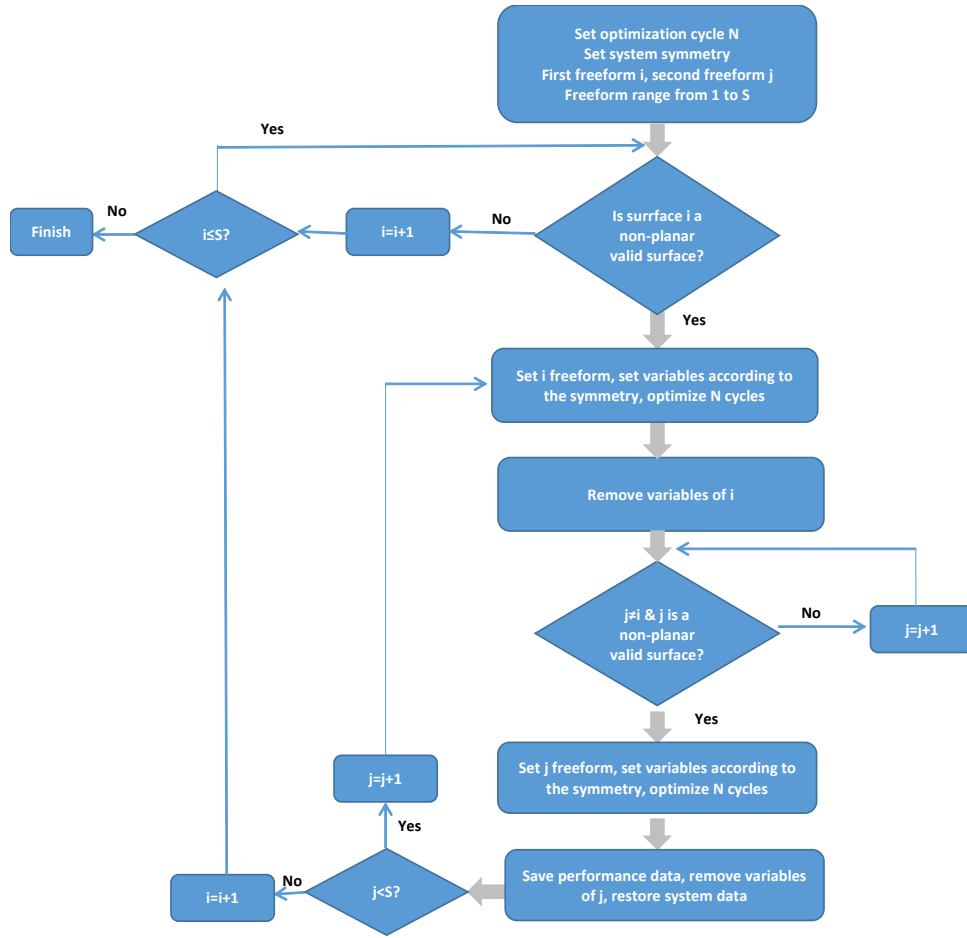 Set optimization cycle N
Set system symmetry
First freeform i, second freeform j
Freeform range from 1 to S
Yes
Is surrface i a
non-planar
valid surface?
No
i=i+1
i≤S?
No
Finish
Yes
Set i freeform, set variables according to
the symmetry, optimize N cycles
Remove variables of i
j≠i & j is a
non-planar
valid surface?
No
j=j+1
Yes
Set j freeform, set variables according to
the symmetry, optimize N cycles
Save performance data, remove variables
of j, restore system data
j<S?
Yes
j=j+1
No
i=i+1